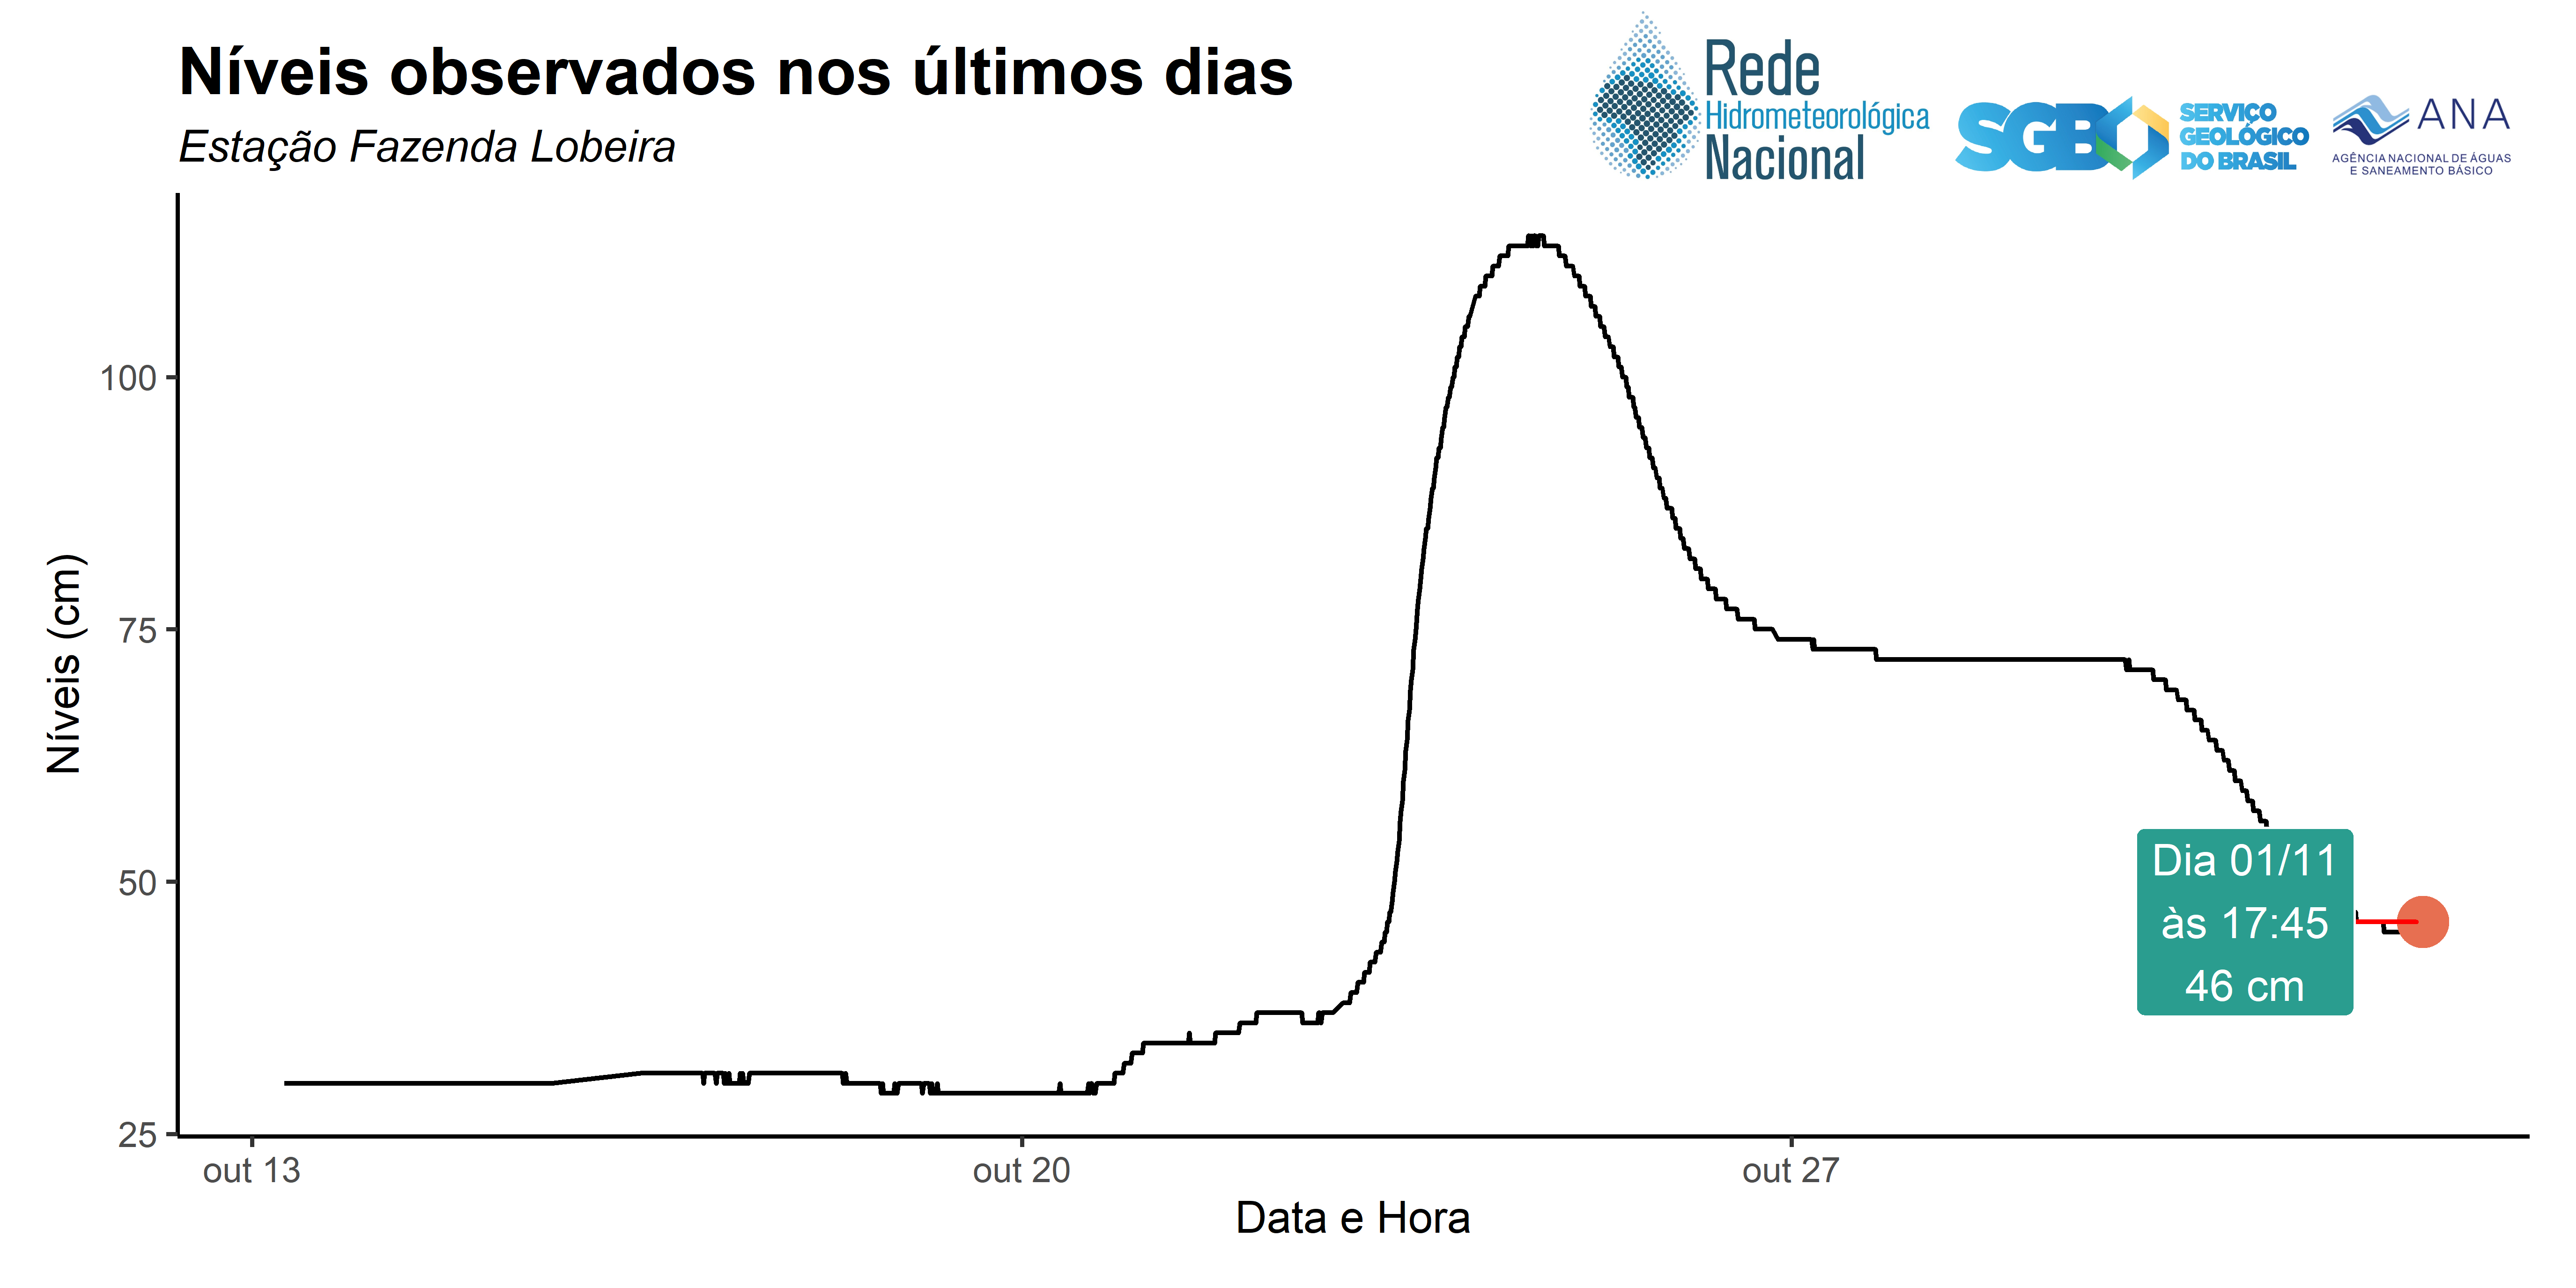 Níveis observados nos últimos dias
Estação Fazenda Lobeira
Rede
Hidrometeorológica
Nacional
SGB
SERVIÇO
GEOLÓGICO
DO BRASIL
ANA
AGÊNCIA NACIONAL DE ÁGUAS
E SANEAMENTO BÁSICO
Níveis (cm)
100
75
50
25
Dia 01/11
às 17:45
46 cm
out 13
out 20
out 27
Data e Hora